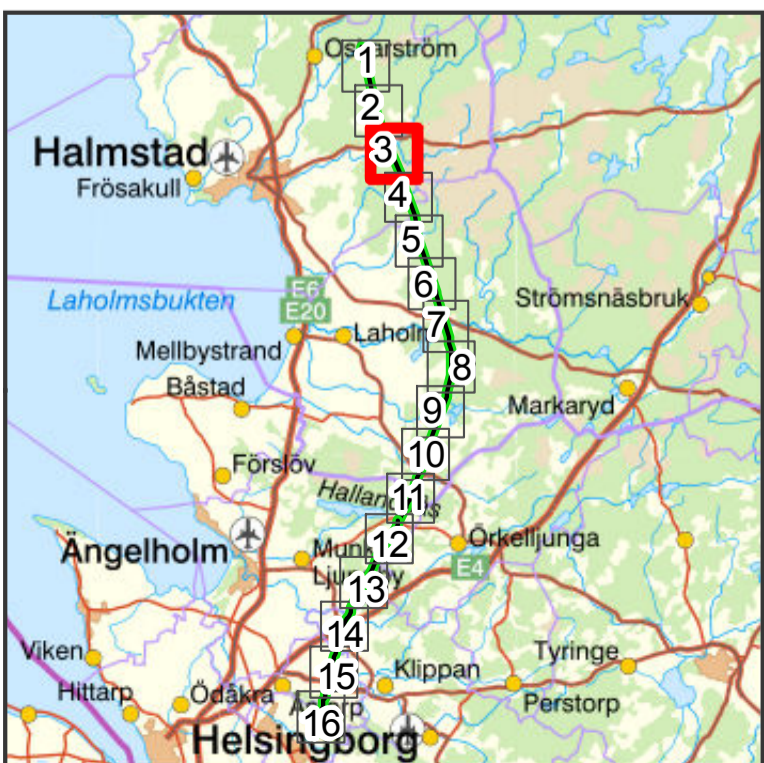 Oskarström
1
2
Halmstad
3
Frösakull
4
5
E6
E20
6
Laholmsbukten
Strömsnäsbruk
7
Mellbystrand
8
Båstad
9
Markaryd
10
Förslöv
11
Ängelholm
12
Örkelljunga
E4
13
14
Viken
Tyringe
15
Klippan
Hittarp
Ödåkra
Perstorp
16
Helsingborg